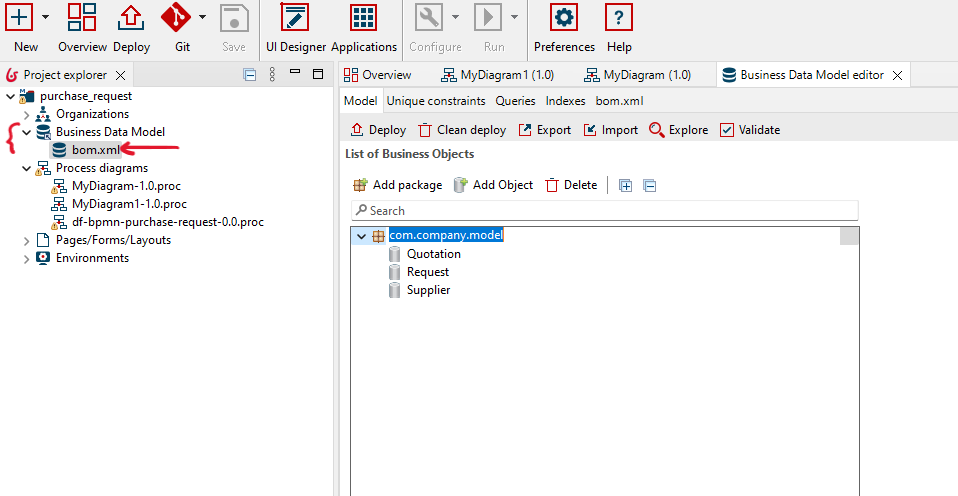 New Overview Deploy Git Save UI Designer Applications Configure Run Preferences Help
Project explorer
Overview MyDiagram1 (1.0) MyDiagram (1.0) Business Data Model editor
purchase_request
Organizations
Business Data Model
bom.xml
Process diagrams
MyDiagram-1.0.proc
MyDiagram1-1.0.proc
df-bpmn-purchase-request-0.0.proc
Pages/Forms/Layouts
Environments
Model Unique constraints Queries Indexes bom.xml
Deploy Clean deploy Export Import Explore Validate
List of Business Objects
Add package Add Object Delete
Search
com.company.model
Quotation
Request
Supplier